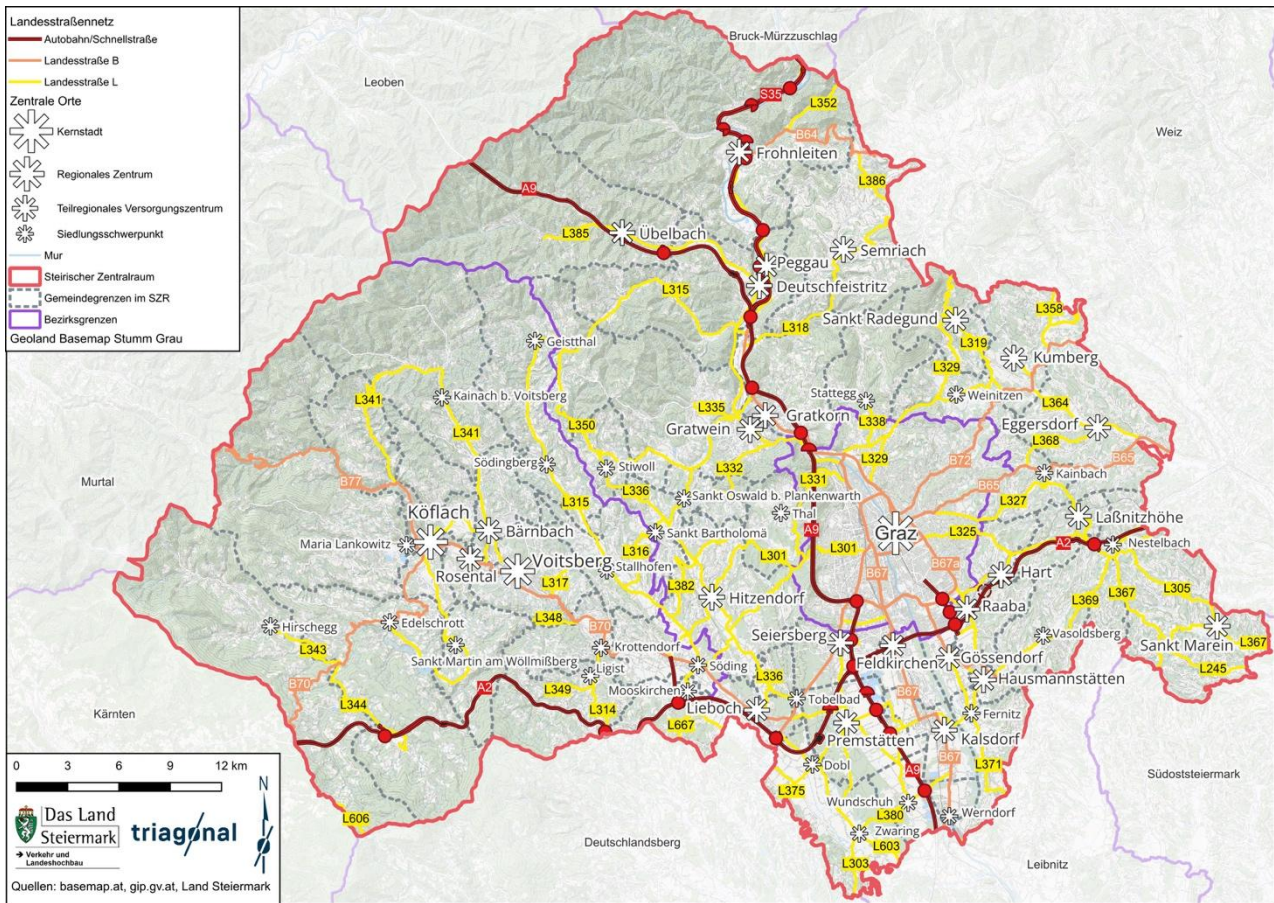 Landesstraßennetz
Autobahn/Schnellstraße
Landesstraße B
Landesstraße L
Zentrale Orte
Kernstadt
Regionales Zentrum
Teilregionales Versorgungszentrum
Siedlungsschwerpunkt
Mur
Steirischer Zentralraum
Gemeindegrenzen im SZR
Bezirksgrenzen
Geoland Basemap Stumm Grau
Bruck-Mürzzuschlag
Leoben
Weiz
Murtal
Kärnten
Deutschlandsberg
Leibnitz
Südoststeiermark
S35
L352
B64
Frohnleiten
L386
A9
L385
Übelbach
Semriach
Peggau
Deutschfeistritz
L315
L318
Sankt Radegund
L358
L319
Geistthal
Kumberg
L329
L341
Kainach b. Voitsberg
Stattegg
Weinitzen
L364
L335
Gratkorn
L338
Gratwein
L350
L341
Eggersdorf
L368
L329
B72
B65
Södingberg
Stiwoll
L332
L331
B65
Kainbach
B77
L336
L315
Sankt Oswald b. Plankenwarth
L327
Thal
Köflach
Bärnbach
Sankt Bartholomä
A9
Graz
L325
Laßnitzhöhe
Maria Lankowitz
Rosental
Voitsberg
L316
L301
L301
A2
Nestelbach
Stallhofen
L317
B67
B67a
Hart
L382
Hitzendorf
L369
L367
L305
Raaba
L348
Hirschegg
Edelschrott
B70
L343
Sankt Martin am Wöllmißberg
Krottendorf
Seiersberg
Vasoldsberg
Sankt Marein
L367
Feldkirchen
Gössendorf
L245
Söding
Ligist
B70
L349
Mooskirchen
L336
Hausmannstätten
A2
L344
Tobelbad
B67
Lieboch
L314
L667
Fernitz
Premstätten
Kalsdorf
B67
Dobl
A9
L371
L375
Wundschuh
L380
Werndorf
L606
Zwaring
L603
L303
0 3 6 9 12 km
N
Das Land
Steiermark
→ Verkehr und
Landeshochbau
triagonal
Quellen: basemap.at, gip.gv.at, Land Steiermark